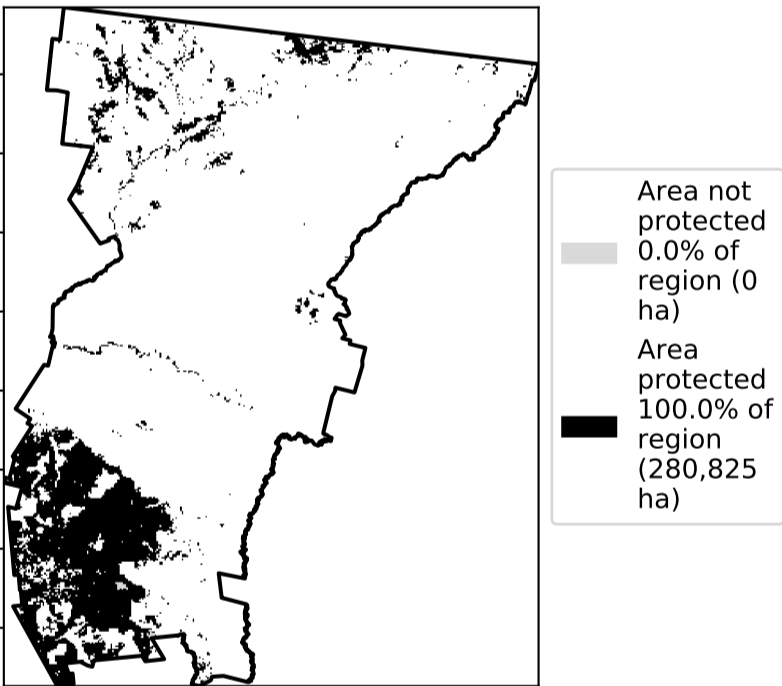 Area not
protected
0.0% of
region (0
ha)
Area
protected
100.0% of
region
(280,825
ha)